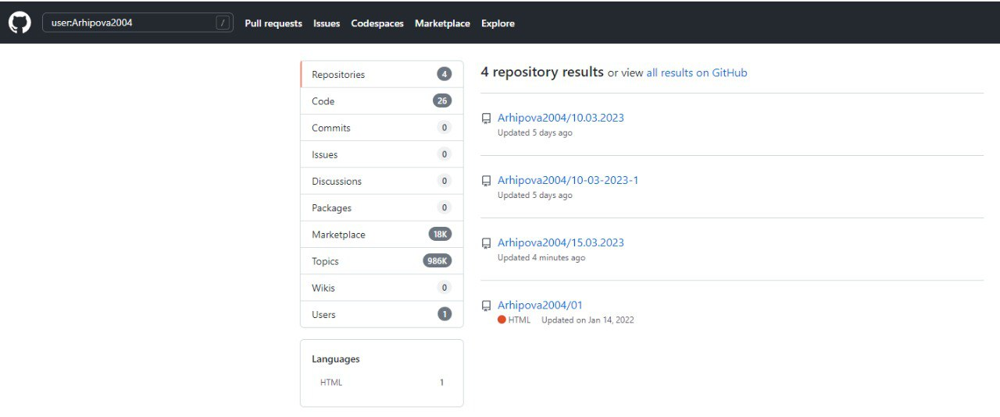 user:Arhipova2004 / Pull requests Issues Codespaces Marketplace Explore
Repositories 4
Code 26
Commits 0
Issues 0
Discussions 0
Packages 0
Marketplace 18K
Topics 986K
Wikis 0
Users 1
Languages
HTML 1
4 repository results or view all results on GitHub
Arhipova2004/10.03.2023
Updated 5 days ago
Arhipova2004/10-03-2023-1
Updated 5 days ago
Arhipova2004/15.03.2023
Updated 4 minutes ago
Arhipova2004/01
HTML Updated on Jan 14, 2022